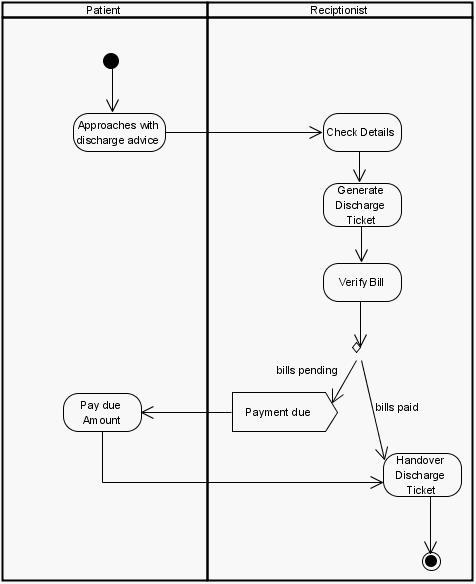 Patient
Reciptionist
Approaches with
discharge advice
Check Details
Generate
Discharge
Ticket
Verify Bill
bills pending
bills paid
Payment due
Pay due
Amount
Handover
Discharge
Ticket